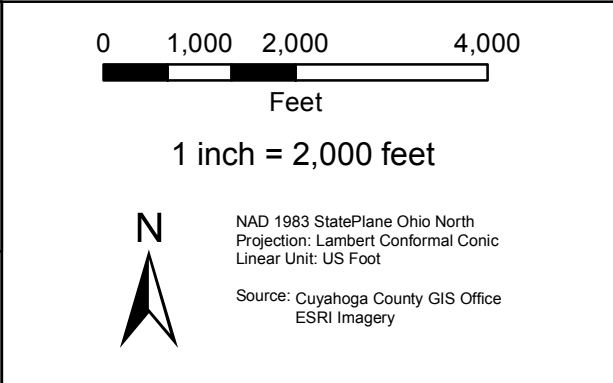 0 1,000 2,000 4,000
Feet
1 inch = 2,000 feet
N
NAD 1983 StatePlane Ohio North
Projection: Lambert Conformal Conic
Linear Unit: US Foot
Source: Cuyahoga County GIS Office
ESRI Imagery